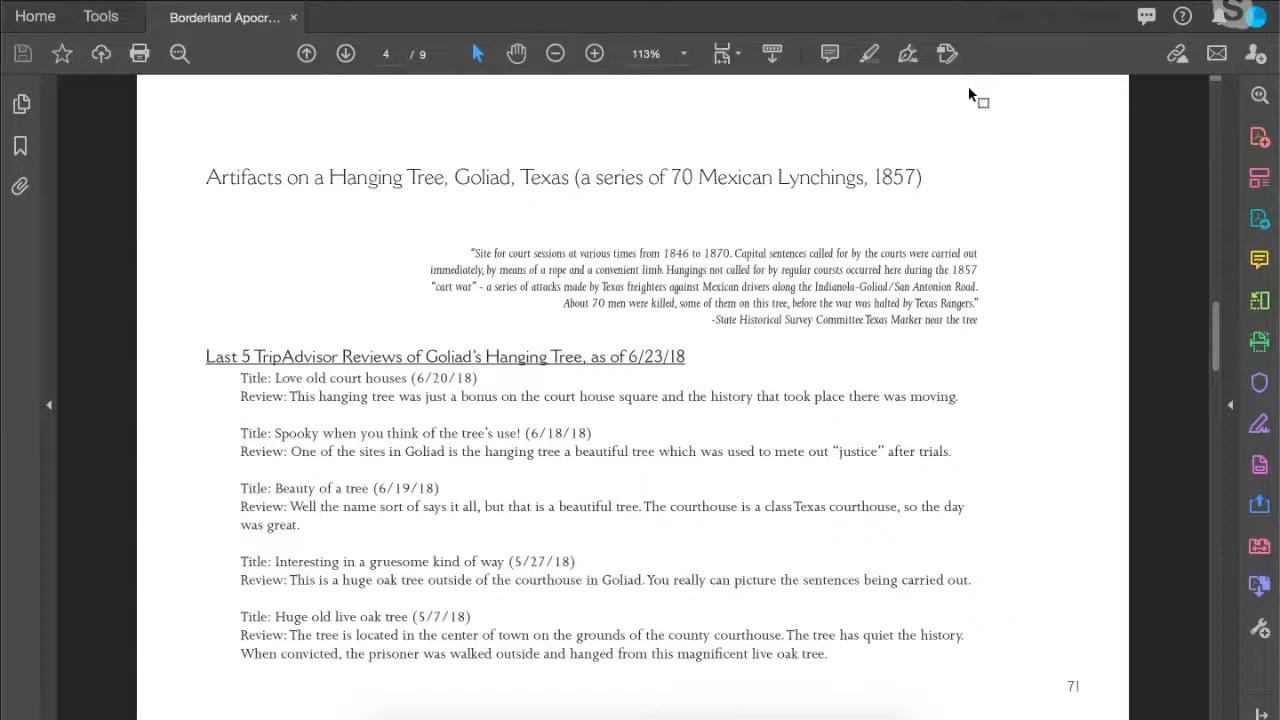 Home
Tools
Borderland Apocr... ×
4 / 9
113%
Artifacts on a Hanging Tree, Goliad, Texas (a series of 70 Mexican Lynchings, 1857)
“Site for court sessions at various times from 1846 to 1870. Capital sentences called for by the courts were carried out
immediately, by means of a rope and a convenient limb. Hangings not called for by regular coursts occurred here during the 1857
“cart war” - a series of attacks made by Texas freighters against Mexican drivers along the Indianola-Goliad/San Antonion Road.
About 70 men were killed, some of them on this tree, before the war was halted by Texas Rangers.”
-State Historical Survey Committee Texas Marker near the tree
Last 5 TripAdvisor Reviews of Goliad’s Hanging Tree, as of 6/23/18
Title: Love old court houses (6/20/18)
Review: This hanging tree was just a bonus on the court house square and the history that took place there was moving.
Title: Spooky when you think of the tree’s use! (6/18/18)
Review: One of the sites in Goliad is the hanging tree a beautiful tree which was used to mete out “justice” after trials.
Title: Beauty of a tree (6/19/18)
Review: Well the name sort of says it all, but that is a beautiful tree. The courthouse is a class Texas courthouse, so the day
was great.
Title: Interesting in a gruesome kind of way (5/27/18)
Review: This is a huge oak tree outside of the courthouse in Goliad. You really can picture the sentences being carried out.
Title: Huge old live oak tree (5/7/18)
Review: The tree is located in the center of town on the grounds of the county courthouse. The tree has quiet the history.
When convicted, the prisoner was walked outside and hanged from this magnificent live oak tree.
71